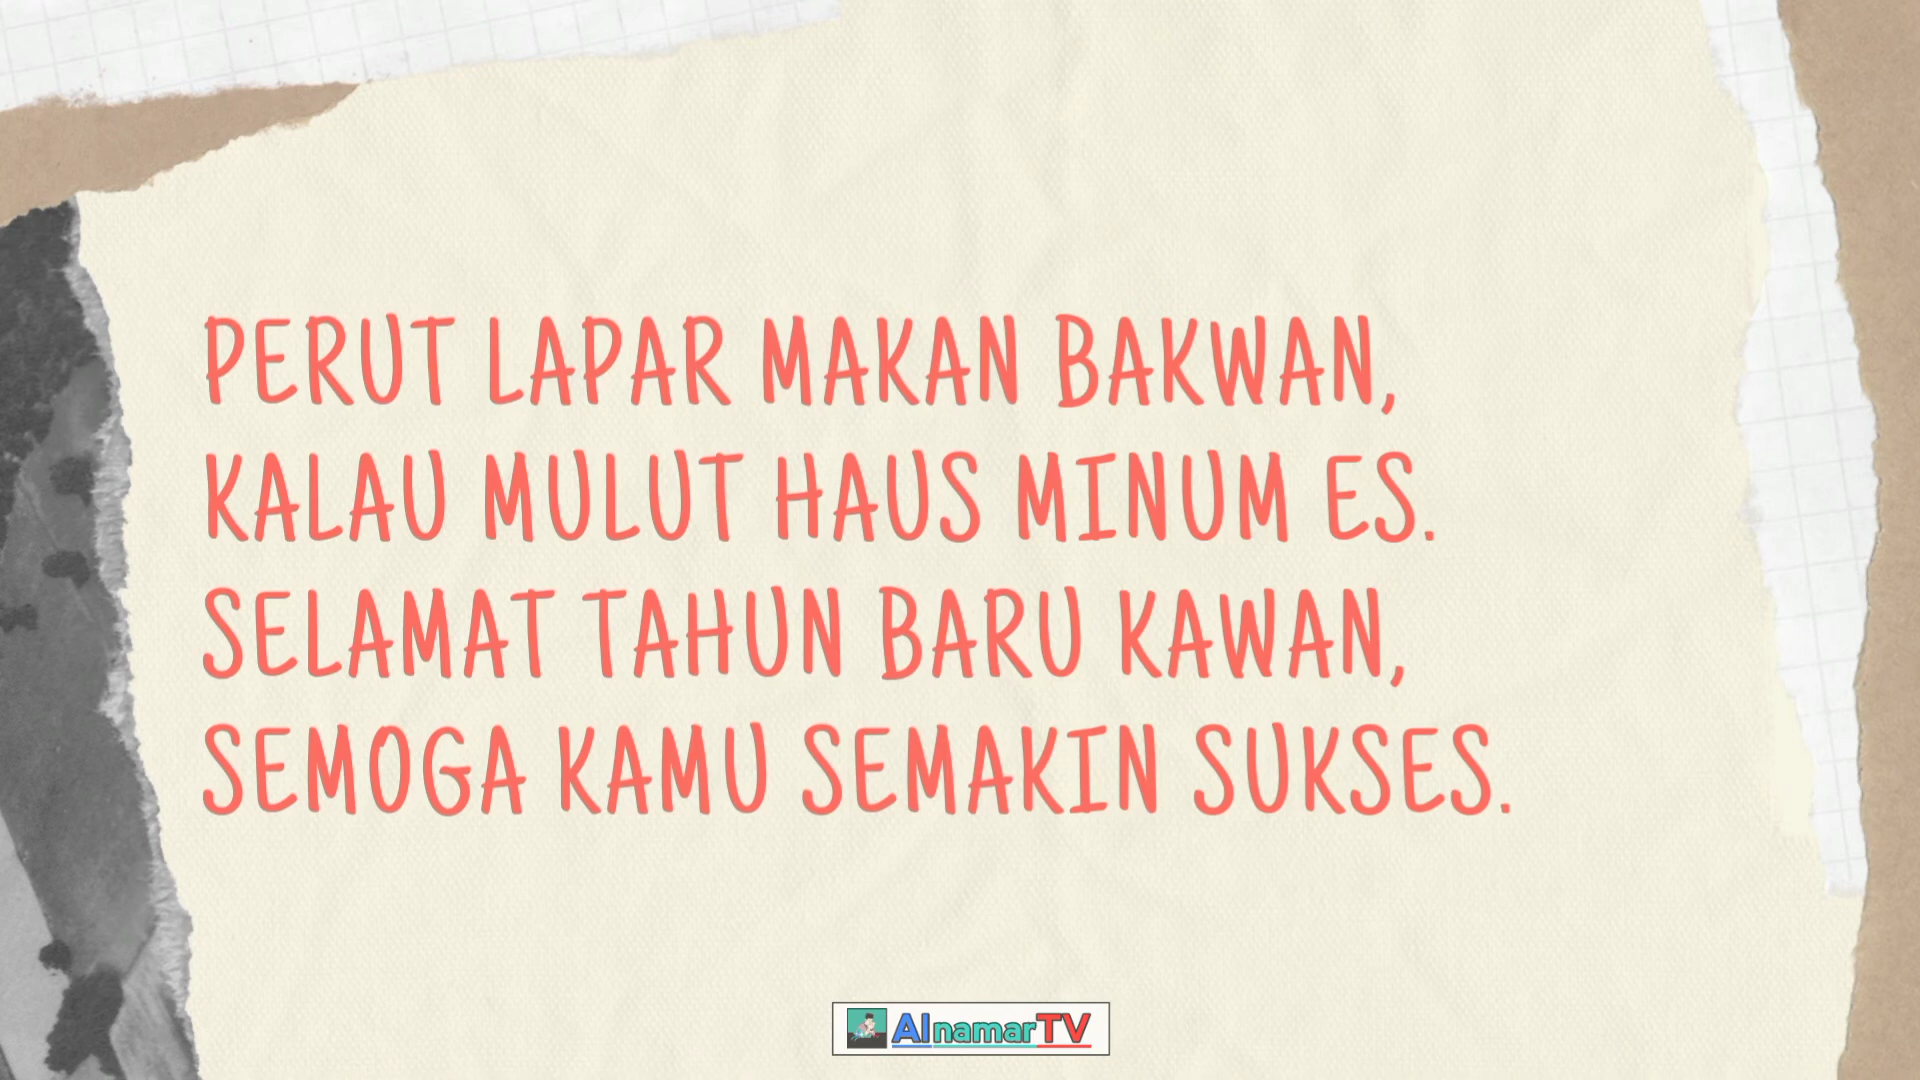 PERUT LAPAR MAKAN BAKWAN,
KALAU MULUT HAUS MINUM ES.
SELAMAT TAHUN BARU KAWAN,
SEMOGA KAMU SEMAKIN SUKSES.
AlnamarTV